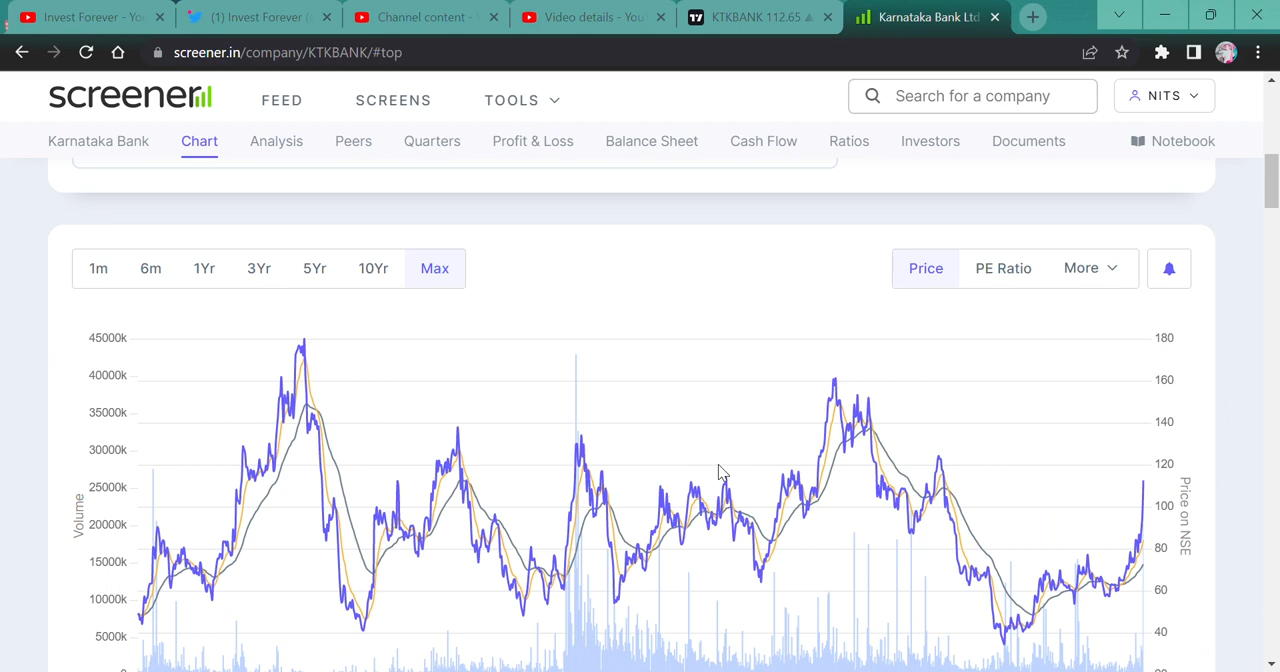 Invest Forever - Yo
(1) Invest Forever (
Channel content -
Video details - You
KTKBANK 112.65
Karnataka Bank Ltd
screener.in/company/KTKBANK/#top
screener
FEED
SCREENS
TOOLS
Search for a company
NITS
Karnataka Bank
Chart
Analysis
Peers
Quarters
Profit & Loss
Balance Sheet
Cash Flow
Ratios
Investors
Documents
Notebook
1m
6m
1Yr
3Yr
5Yr
10Yr
Max
Price
PE Ratio
More
45000k
40000k
35000k
30000k
25000k
20000k
15000k
10000k
5000k
Volume
180
160
140
120
100
80
60
40
Price on NSE